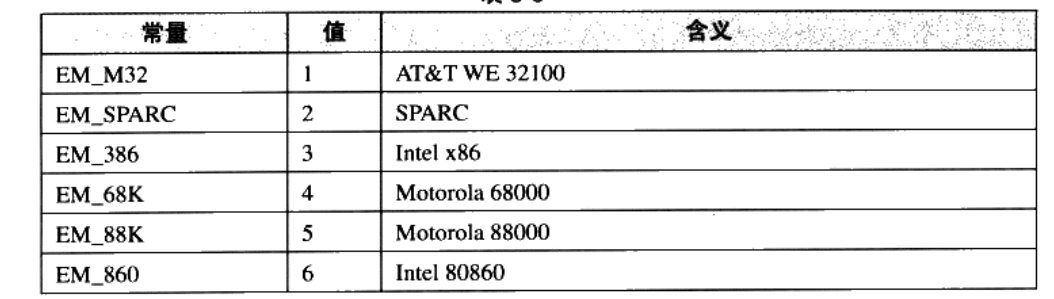 常量 值 含义
EM_M32 1 AT&T WE 32100
EM_SPARC 2 SPARC
EM_386 3 Intel x86
EM_68K 4 Motorola 68000
EM_88K 5 Motorola 88000
EM_860 6 Intel 80860